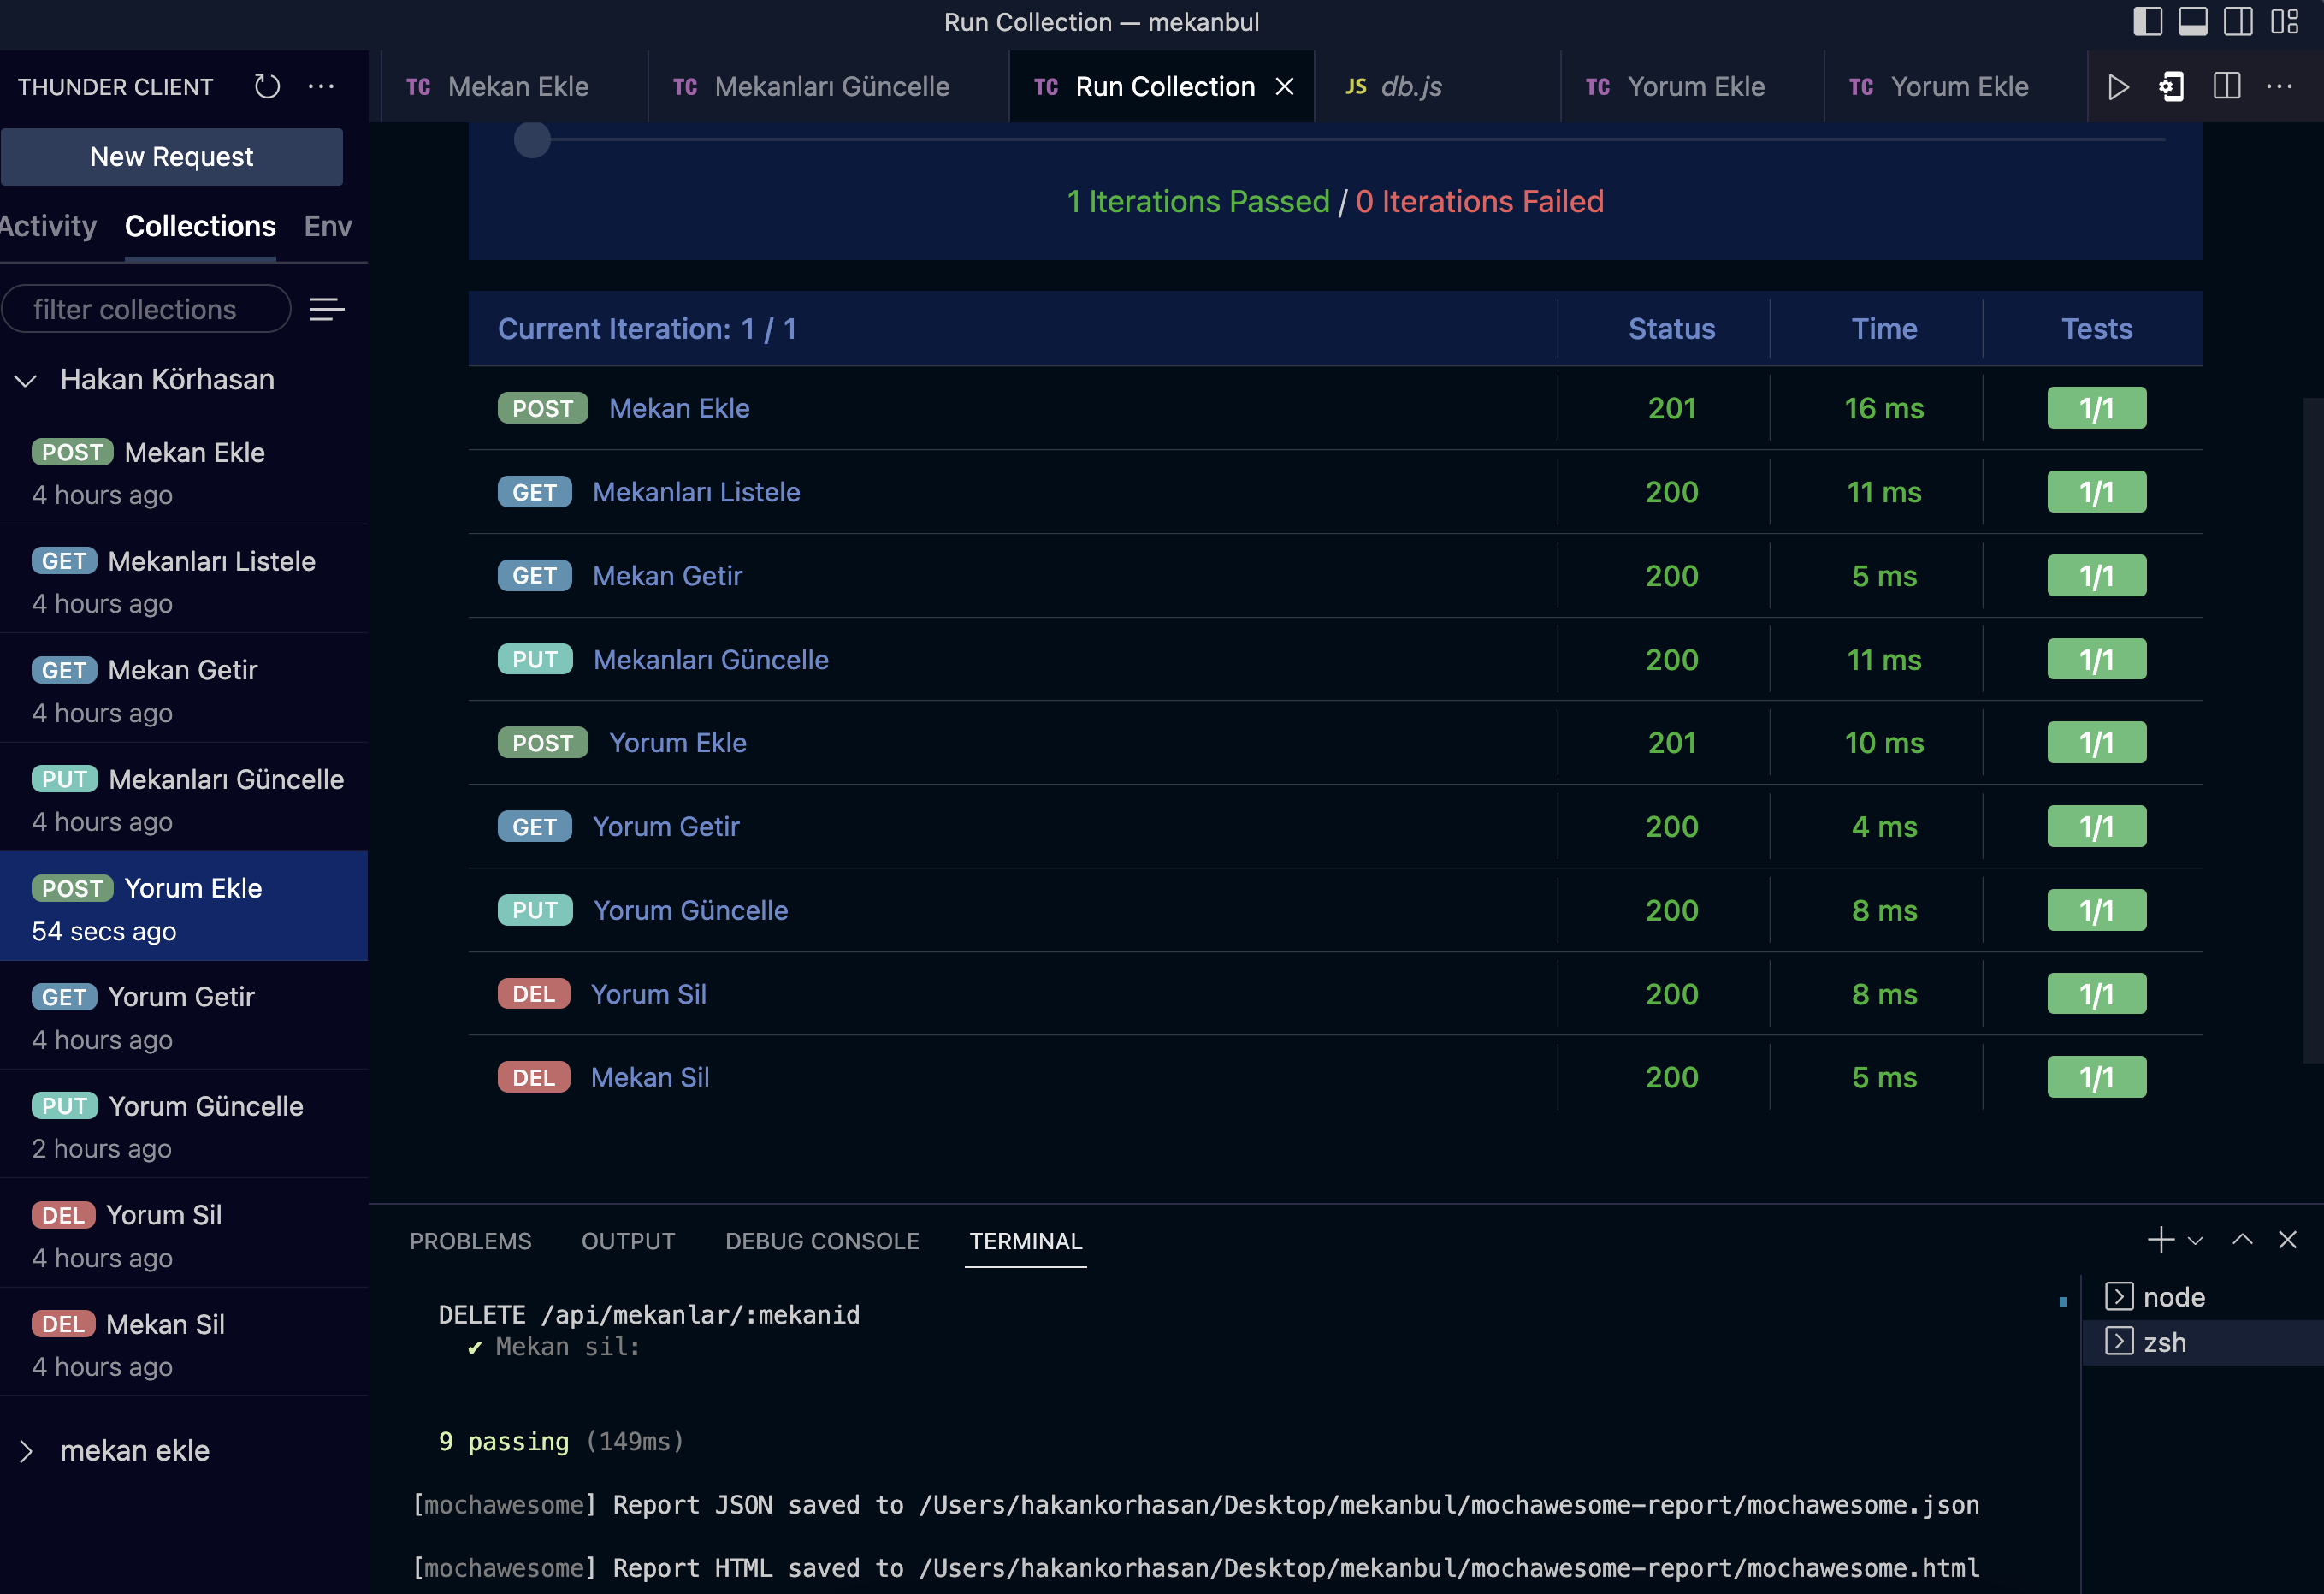 Run Collection — mekanbul
THUNDER CLIENT
New Request
Activity Collections Env
filter collections
Hakan Körhasan
POST Mekan Ekle
4 hours ago
GET Mekanları Listele
4 hours ago
GET Mekan Getir
4 hours ago
PUT Mekanları Güncelle
4 hours ago
POST Yorum Ekle
54 secs ago
GET Yorum Getir
4 hours ago
PUT Yorum Güncelle
2 hours ago
DEL Yorum Sil
4 hours ago
DEL Mekan Sil
4 hours ago
mekan ekle
TC Mekan Ekle TC Mekanları Güncelle TC Run Collection JS db.js TC Yorum Ekle TC Yorum Ekle
1 Iterations Passed / 0 Iterations Failed
Current Iteration: 1 / 1 Status Time Tests
POST Mekan Ekle 201 16 ms 1/1
GET Mekanları Listele 200 11 ms 1/1
GET Mekan Getir 200 5 ms 1/1
PUT Mekanları Güncelle 200 11 ms 1/1
POST Yorum Ekle 201 10 ms 1/1
GET Yorum Getir 200 4 ms 1/1
PUT Yorum Güncelle 200 8 ms 1/1
DEL Yorum Sil 200 8 ms 1/1
DEL Mekan Sil 200 5 ms 1/1
PROBLEMS OUTPUT DEBUG CONSOLE TERMINAL
DELETE /api/mekanlar/:mekanid
✔ Mekan sil:
9 passing (149ms)
[mochawesome] Report JSON saved to /Users/hakankorhasan/Desktop/mekanbul/mochawesome-report/mochawesome.json
[mochawesome] Report HTML saved to /Users/hakankorhasan/Desktop/mekanbul/mochawesome-report/mochawesome.html
node
zsh